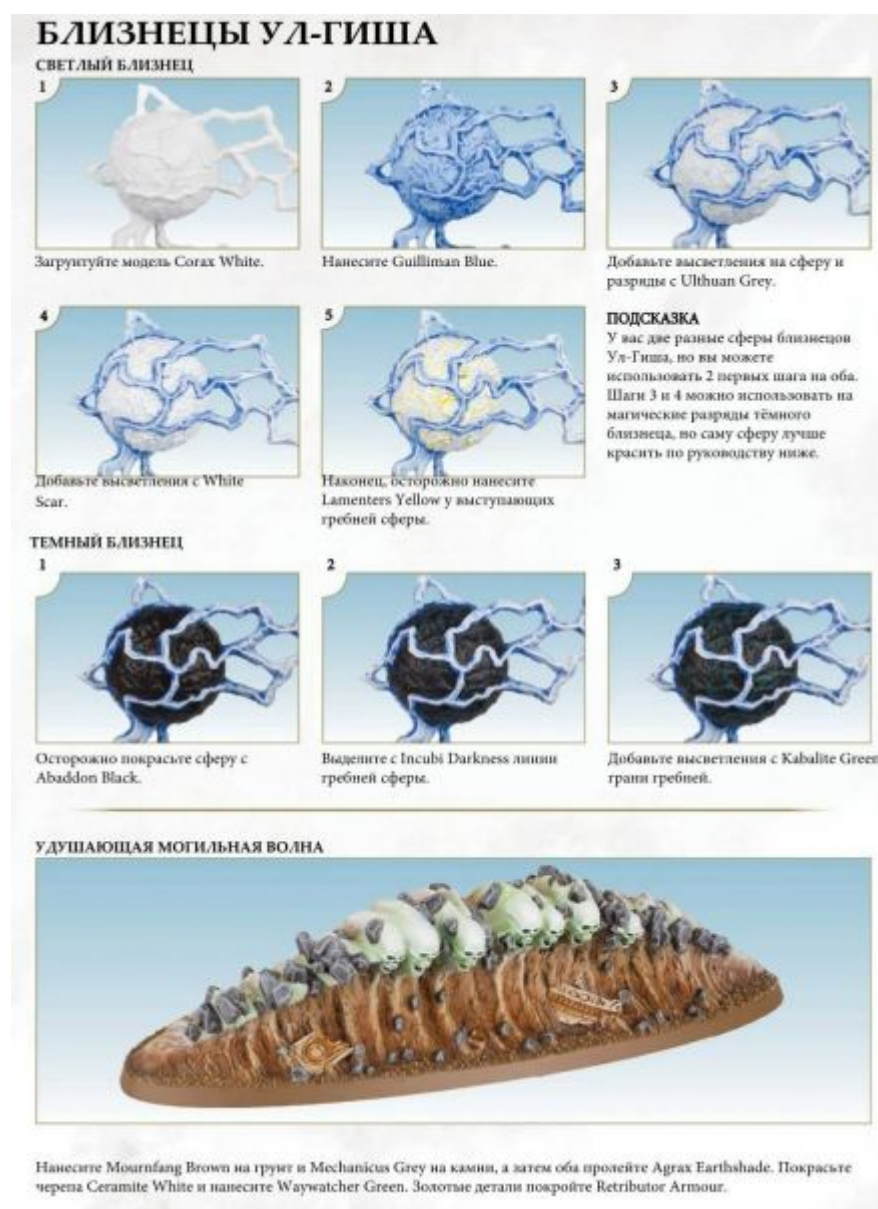 БЛИЗНЕЦЫ УЛ-ГИША
СВЕТЛЫЙ БЛИЗНЕЦ
1
2
3
Загрунтуйте модель Corax White.
Нанесите Guilliman Blue.
Добавьте высветления на сферу и
разряды с Ulthuan Grey.
4
5
Добавьте высветления с White
Scar.
Наконец, осторожно нанесите
Lamenters Yellow у выступающих
гребней сферы.
ПОДСКАЗКА
У вас две разные сферы близнецов
Ул-Гиша, но вы можете
использовать 2 первых шага на оба.
Шаги 3 и 4 можно использовать на
магические разряды тёмного
близнеца, но саму сферу лучше
красить по руководству ниже.
ТЕМНЫЙ БЛИЗНЕЦ
1
2
3
Осторожно покрасьте сферу с
Abaddon Black.
Выделите с Incubi Darkness линии
гребней сферы.
Добавьте высветления с Kabalite Green
грани гребней.
УДУШАЮЩАЯ МОГИЛЬНАЯ ВОЛНА
Нанесите Mournfang Brown на грунт и Mechanicus Grey на камни, а затем оба пролейте Agrax Earthshade. Покрасьте
черепа Ceramite White и нанесите Waywatcher Green. Золотые детали покройте Retributor Armour.